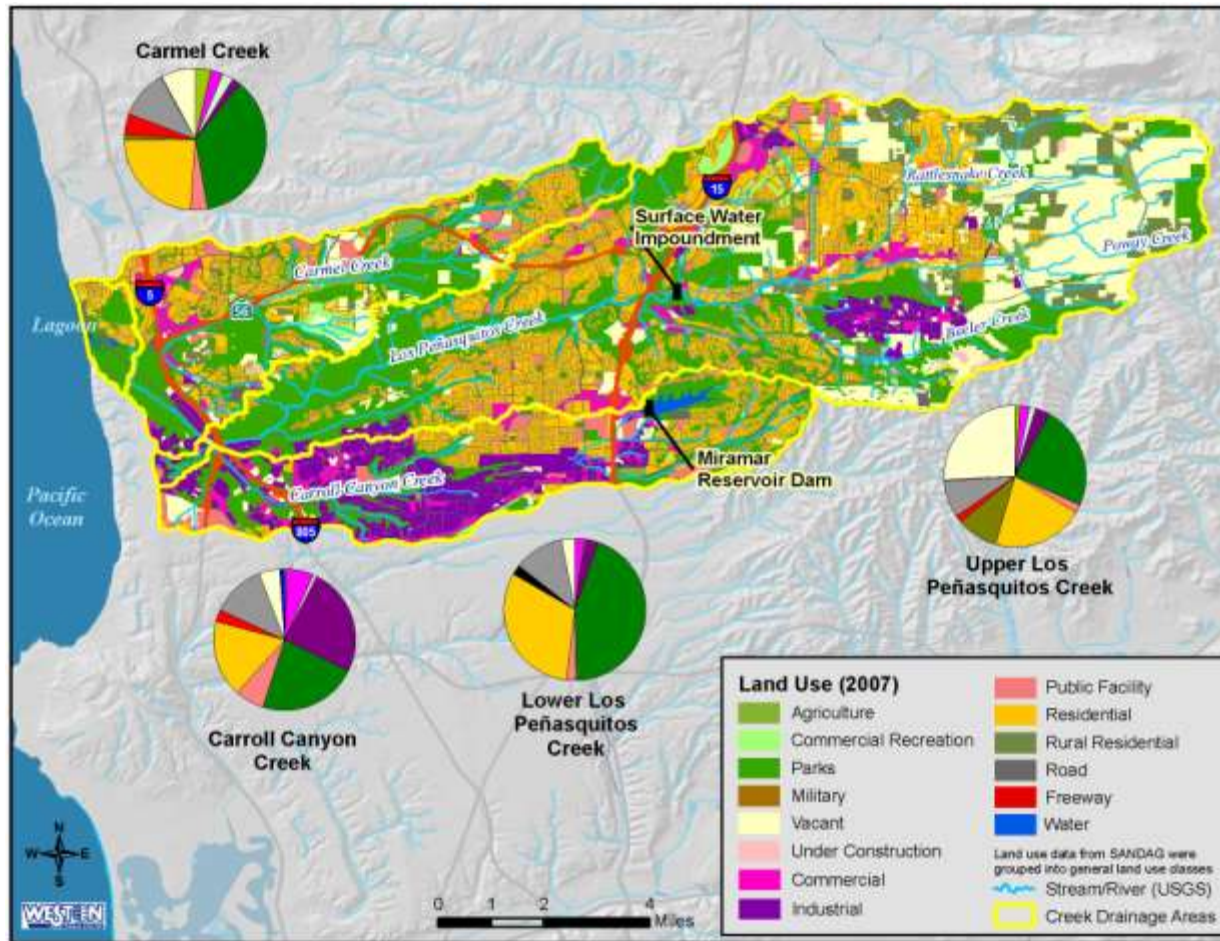 Carmel Creek
15
Rattlesnake Creek
Surface Water
Impoundment
Poway Creek
Carmel Creek
5
56
Lagoon
Los Peñasquitos Creek
Beeler Creek
Miramar
Reservoir Dam
Carroll Canyon Creek
Pacific
Ocean
805
Upper Los
Peñasquitos Creek
Carroll Canyon
Creek
Lower Los
Peñasquitos
Creek
Land Use (2007)
Agriculture
Commercial Recreation
Parks
Military
Vacant
Under Construction
Commercial
Industrial
Public Facility
Residential
Rural Residential
Road
Freeway
Water
Land use data from SANDAG were
grouped into general land use classes
Stream/River (USGS)
Creek Drainage Areas
N
W E
S
WESTON
0 2 4
Miles